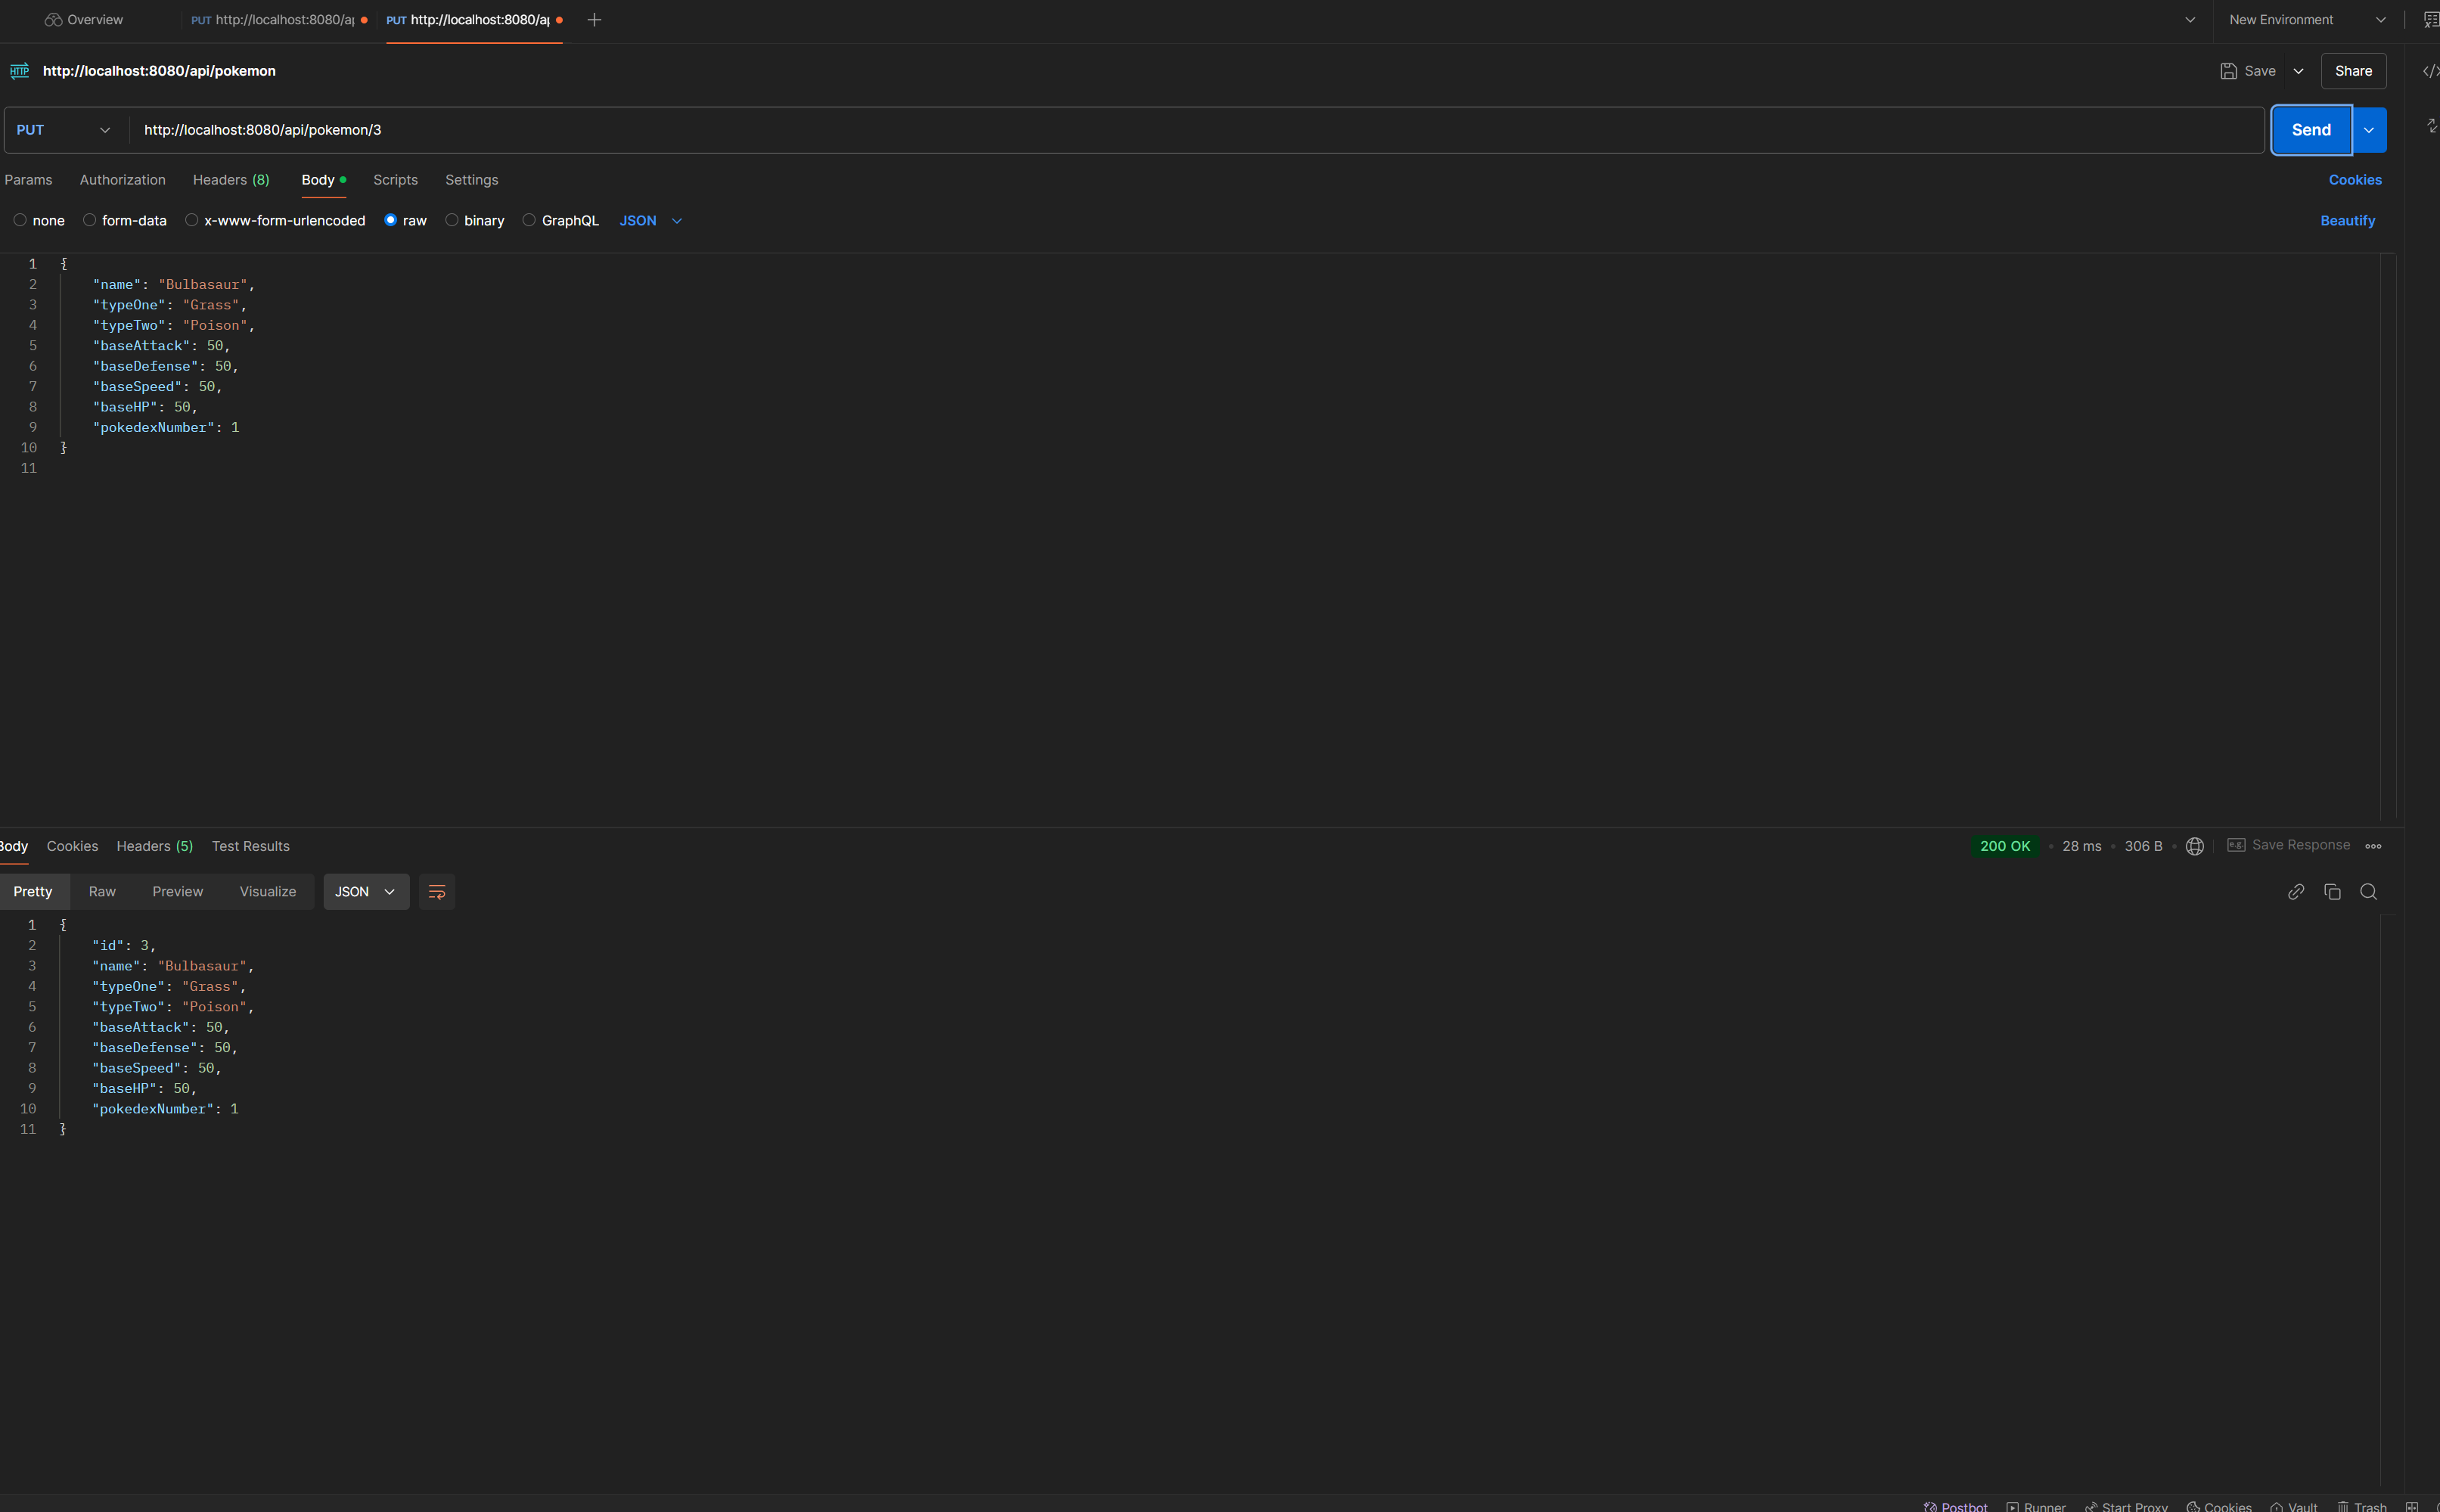 Overview
PUT http://localhost:8080/ap
PUT http://localhost:8080/ap
New Environment
HTTP http://localhost:8080/api/pokemon
Save
Share
PUT
http://localhost:8080/api/pokemon/3
Send
Params Authorization Headers (8) Body Scripts Settings
Cookies
none form-data x-www-form-urlencoded raw binary GraphQL JSON
Beautify
1 {
2 "name": "Bulbasaur",
3 "typeOne": "Grass",
4 "typeTwo": "Poison",
5 "baseAttack": 50,
6 "baseDefense": 50,
7 "baseSpeed": 50,
8 "baseHP": 50,
9 "pokedexNumber": 1
10 }
11
Body Cookies Headers (5) Test Results
200 OK 28 ms 306 B e.g. Save Response
Pretty Raw Preview Visualize JSON
1 {
2 "id": 3,
3 "name": "Bulbasaur",
4 "typeOne": "Grass",
5 "typeTwo": "Poison",
6 "baseAttack": 50,
7 "baseDefense": 50,
8 "baseSpeed": 50,
9 "baseHP": 50,
10 "pokedexNumber": 1
11 }
Postbot Runner Start Proxy Cookies Vault Trash